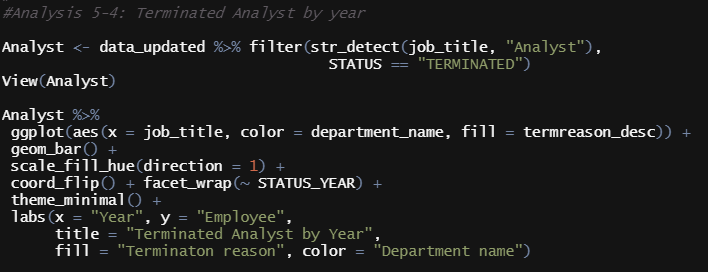 #Analysis 5-4: Terminated Analyst by year
Analyst <- data_updated %>% filter(str_detect(job_title, "Analyst"),
STATUS == "TERMINATED")
View(Analyst)
Analyst %>%
ggplot(aes(x = job_title, color = department_name, fill = termreason_desc)) +
geom_bar() +
scale_fill_hue(direction = 1) +
coord_flip() + facet_wrap(~ STATUS_YEAR) +
theme_minimal() +
labs(x = "Year", y = "Employee",
title = "Terminated Analyst by Year",
fill = "Terminaton reason", color = "Department name")